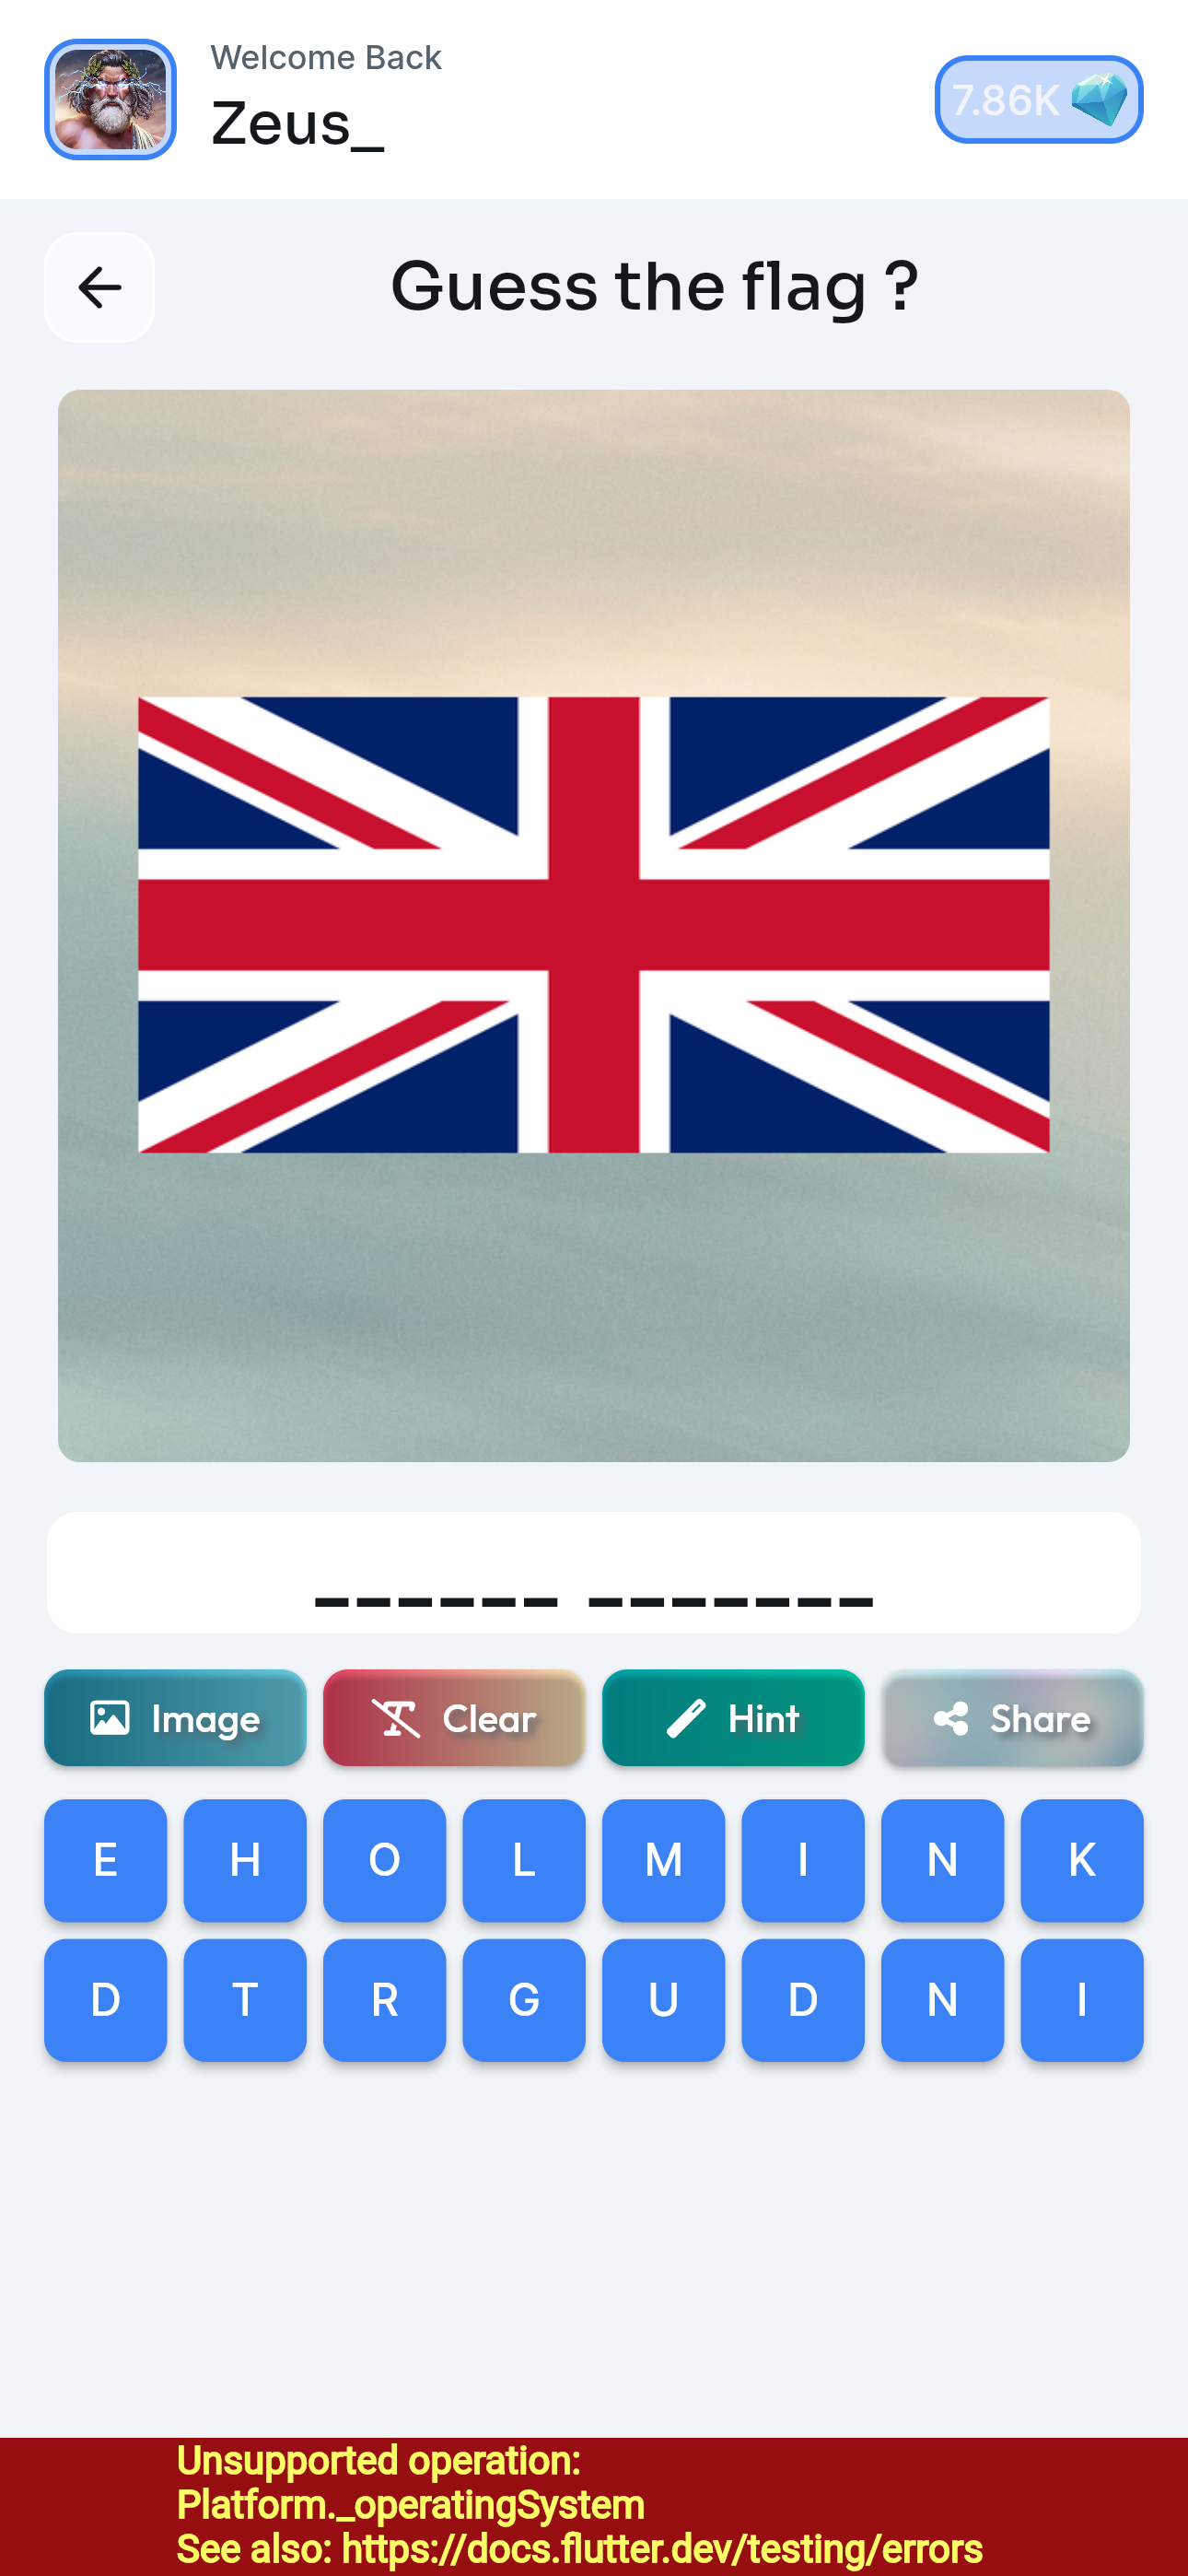 Welcome Back
Zeus_
7.86K
Guess the flag ?
_ _ _ _ _ _  _ _ _ _ _ _ _
Image Clear Hint Share
E H O L M I N K
D T R G U D N I
Unsupported operation:
Platform._operatingSystem
See also: https://docs.flutter.dev/testing/errors